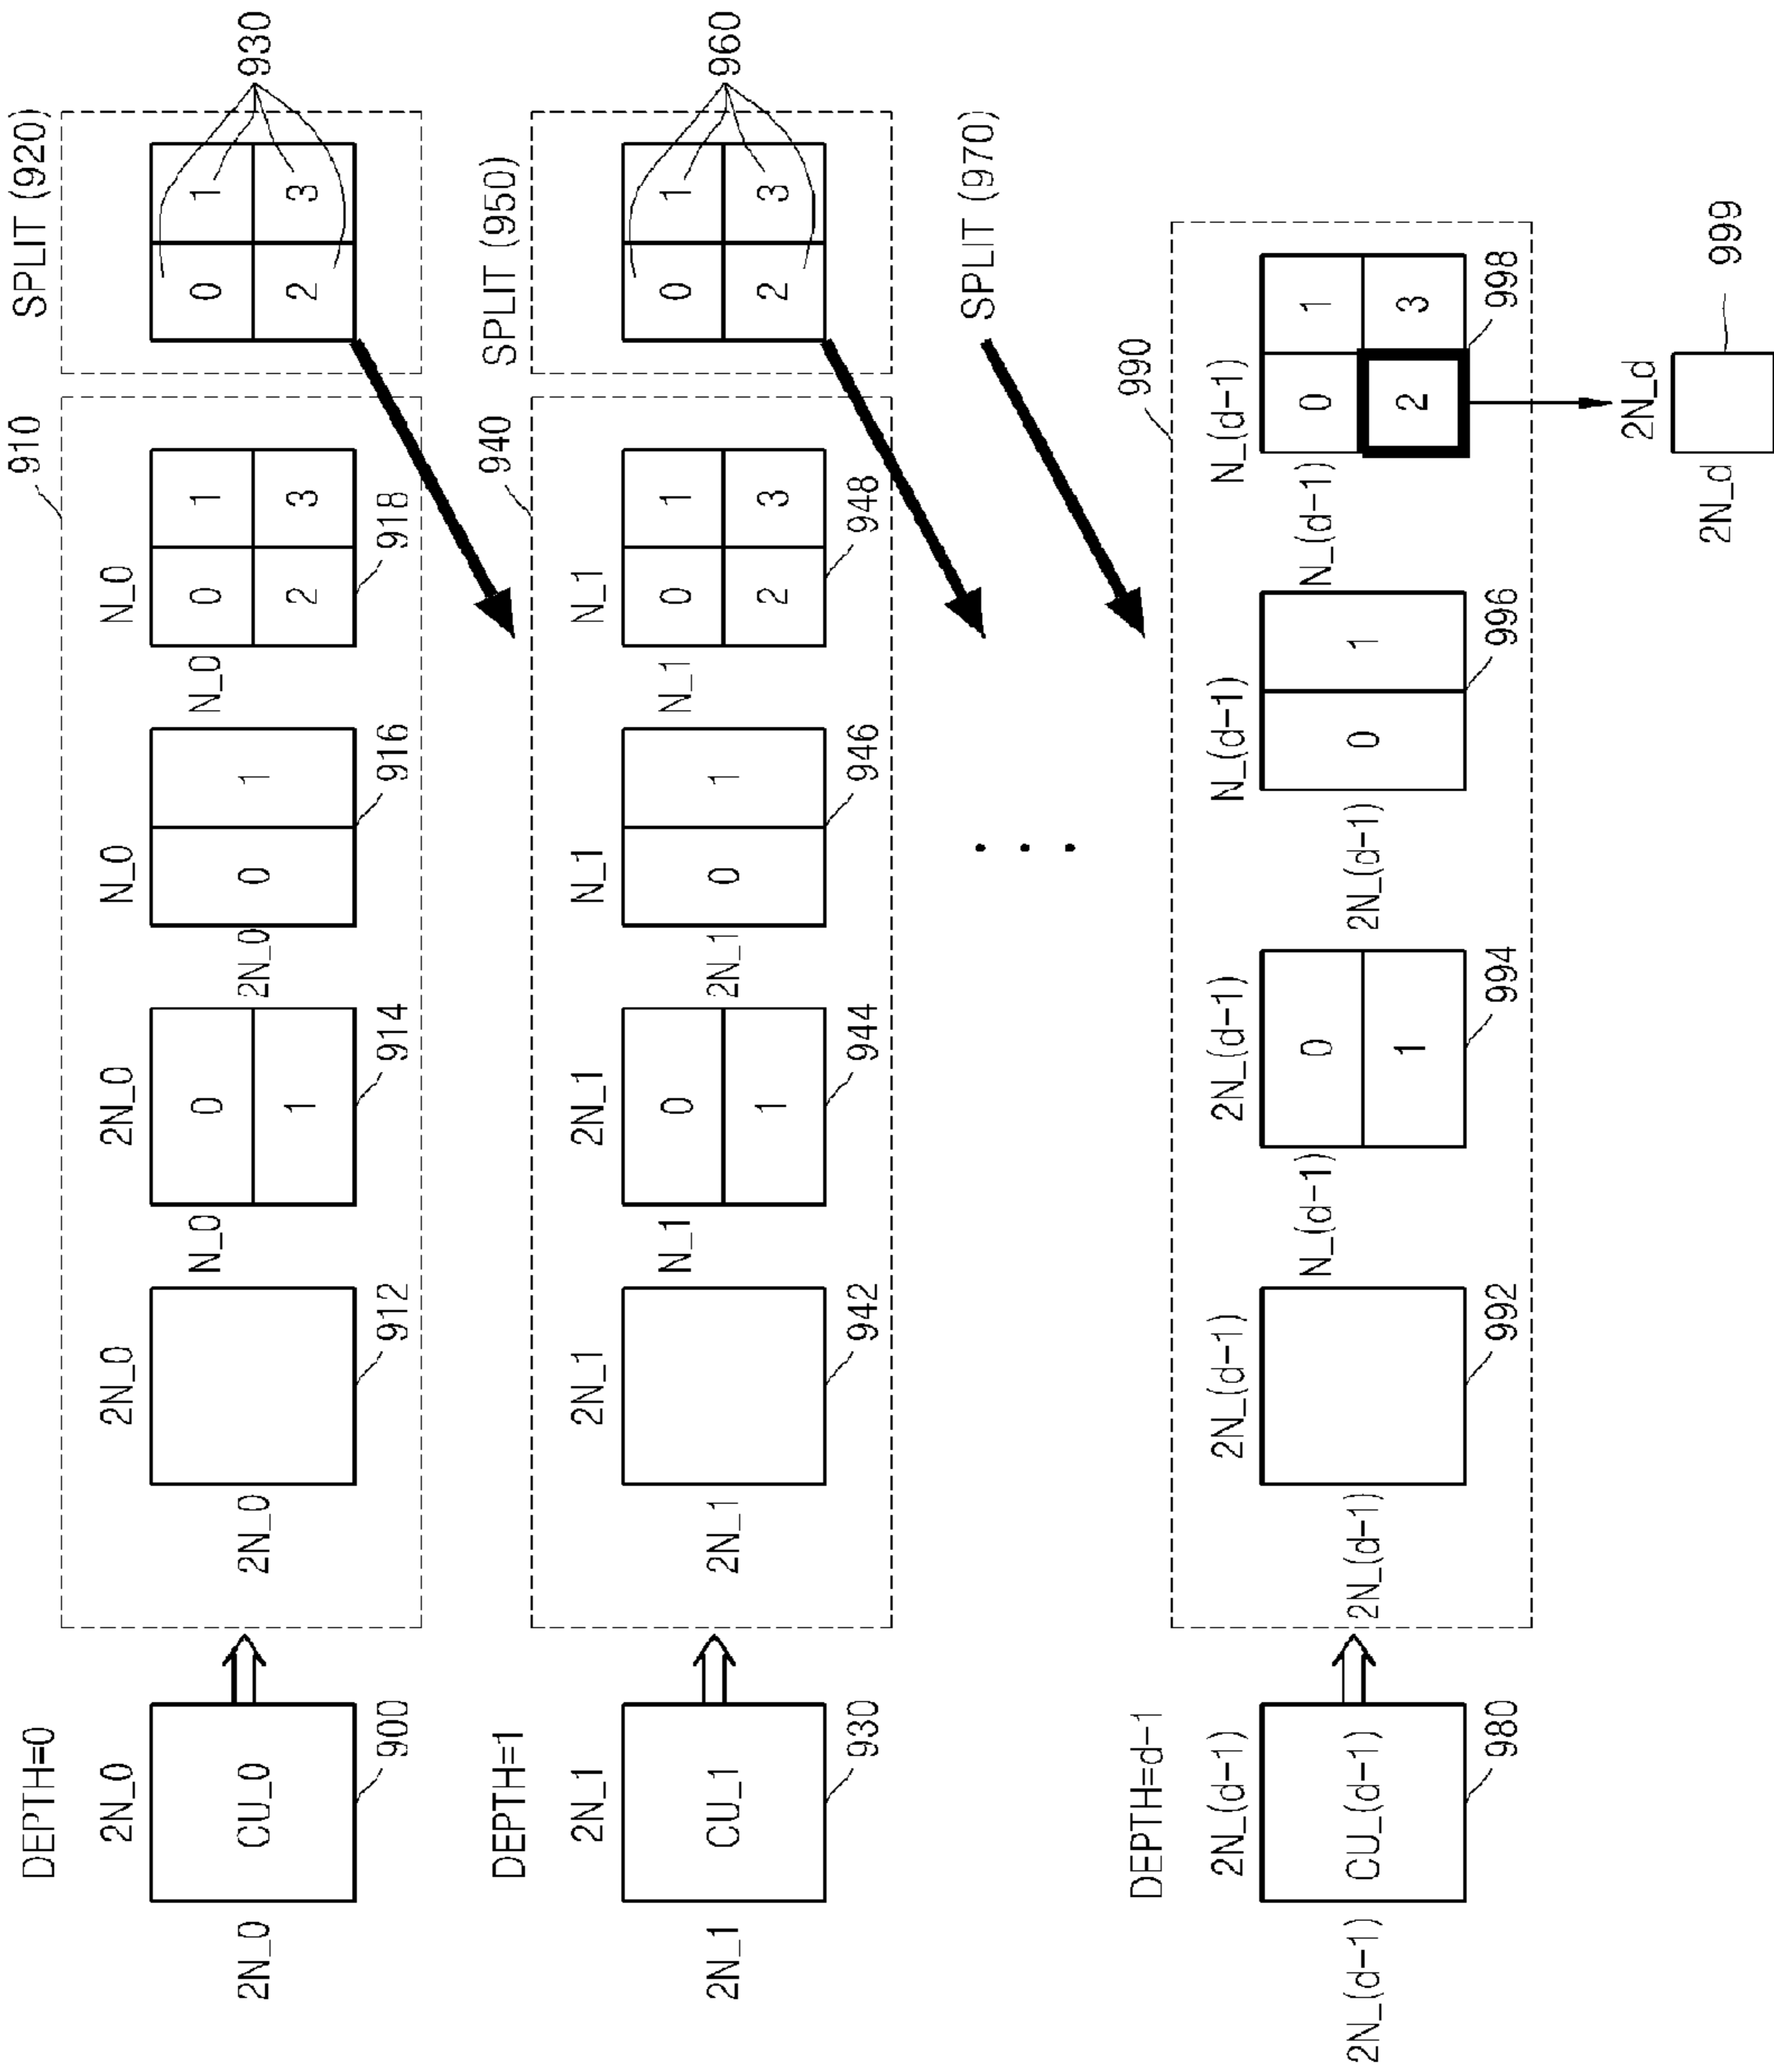 DEPTH=0
2N_0
2N_0
CU_0
900
910
2N_0
2N_0
912
2N_0
N_0
0
1
914
N_0
2N_0
0 1
916
N_0
N_0
0 1
2 3
918
SPLIT (920)
0 1
2 3
930
DEPTH=1
2N_1
2N_1
CU_1
930
940
2N_1
2N_1
942
2N_1
N_1
0
1
944
N_1
2N_1
0 1
946
N_1
N_1
0 1
2 3
948
SPLIT (950)
0 1
2 3
960
SPLIT (970)
DEPTH=d-1
2N_(d-1)
2N_(d-1)
CU_(d-1)
980
990
2N_(d-1)
2N_(d-1)
992
2N_(d-1)
N_(d-1)
0
1
994
N_(d-1)
2N_(d-1)
0 1
996
N_(d-1)
N_(d-1)
0 1
2 3
998
2N_d
2N_d
999